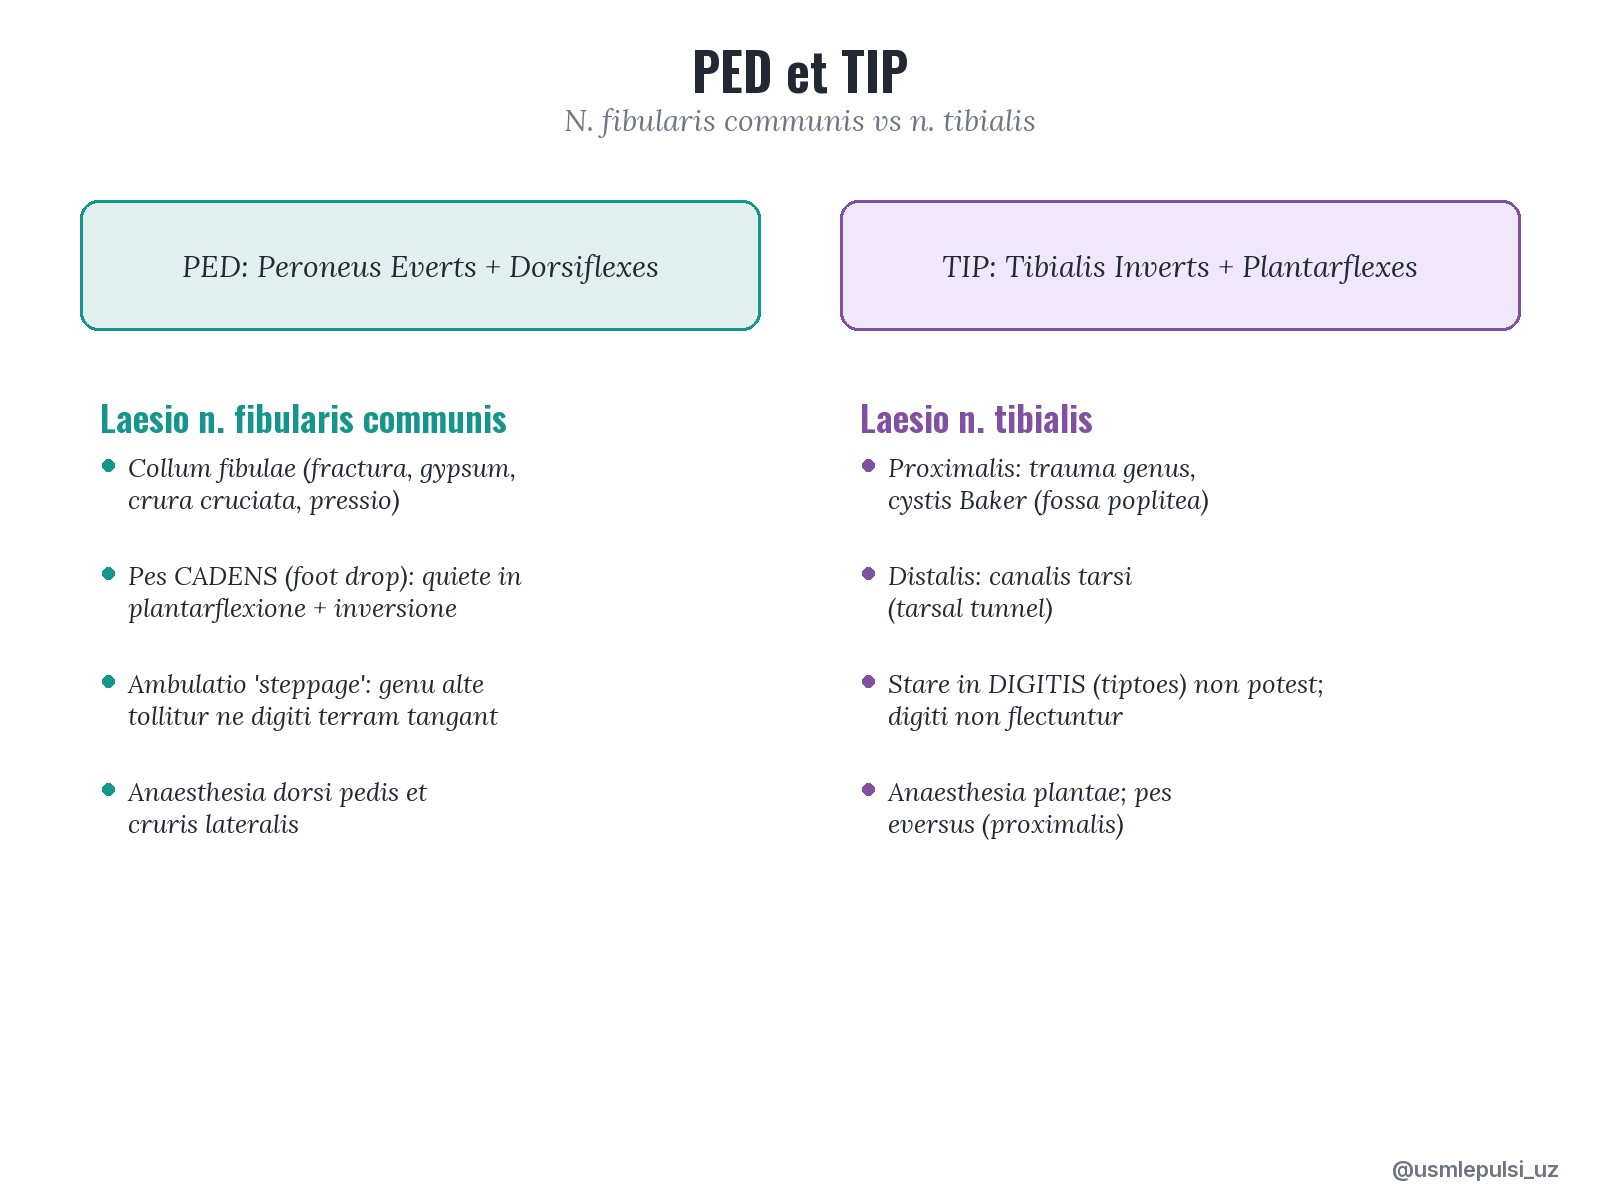 PED et TIP
N. fibularis communis vs n. tibialis
PED: Peroneus Everts + Dorsiflexes
TIP: Tibialis Inverts + Plantarflexes
Laesio n. fibularis communis
Collum fibulae (fractura, gypsum,
crura cruciata, pressio)
Pes CADENS (foot drop): quiete in
plantarflexione + inversione
Ambulatio 'steppage': genu alte
tollitur ne digiti terram tangant
Anaesthesia dorsi pedis et
cruris lateralis
Laesio n. tibialis
Proximalis: trauma genus,
cystis Baker (fossa poplitea)
Distalis: canalis tarsi
(tarsal tunnel)
Stare in DIGITIS (tiptoes) non potest;
digiti non flectuntur
Anaesthesia plantae; pes
eversus (proximalis)
@usmlepulsi_uz